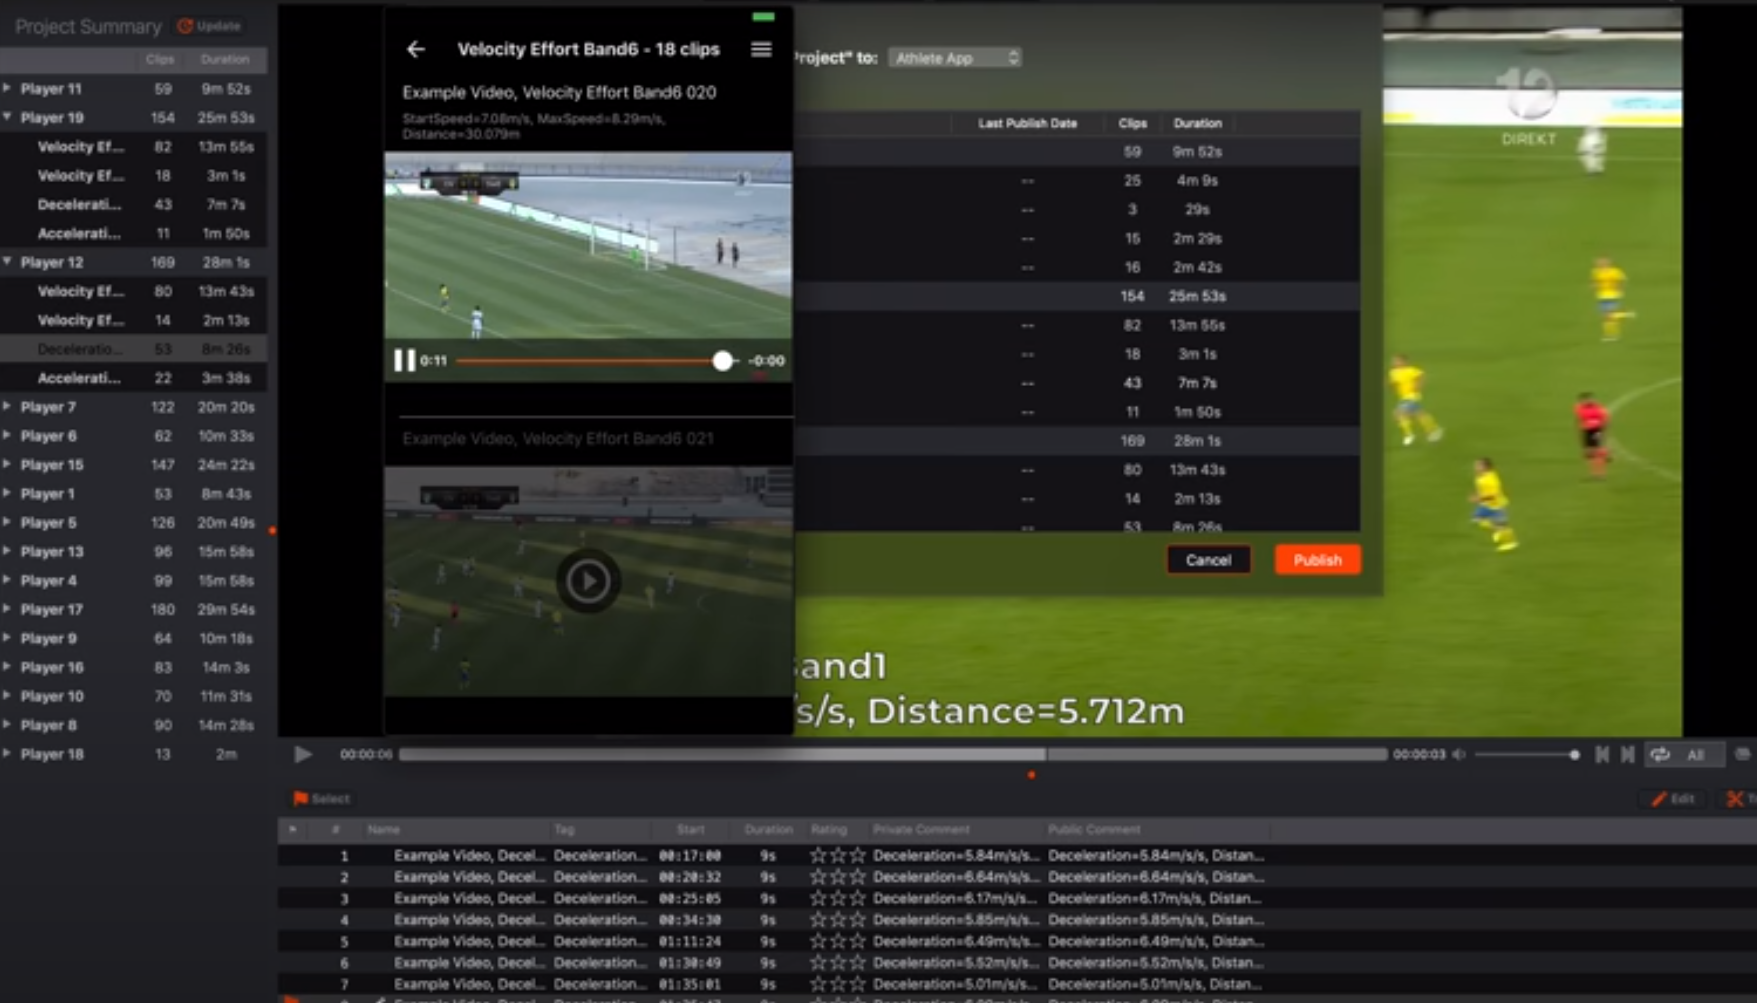 Project Summary Update
Clips Duration
Player 11 59 9m 52s
Player 19 154 25m 53s
Velocity Ef... 82 13m 55s
Velocity Ef... 18 3m 1s
Decelerati... 43 7m 7s
Accelerati... 11 1m 50s
Player 12 169 28m 1s
Velocity Ef... 80 13m 43s
Velocity Ef... 14 2m 13s
Deceleratio... 53 8m 26s
Accelerati... 22 3m 38s
Player 7 122 20m 20s
Player 6 62 10m 33s
Player 15 147 24m 22s
Player 1 53 8m 43s
Player 5 126 20m 49s
Player 13 96 15m 58s
Player 4 99 15m 58s
Player 17 180 29m 54s
Player 9 64 10m 18s
Player 16 83 14m 3s
Player 10 70 11m 31s
Player 8 90 14m 28s
Player 18 13 2m
Velocity Effort Band6 - 18 clips
Example Video, Velocity Effort Band6 020
StartSpeed=7.08m/s, MaxSpeed=8.29m/s,
Distance=30.079m
0:11 -0:00
Example Video, Velocity Effort Band6 021
roject" to: Athlete App
Last Publish Date Clips Duration
59 9m 52s
-- 25 4m 9s
-- 3 29s
-- 15 2m 29s
-- 16 2m 42s
154 25m 53s
-- 82 13m 55s
-- 18 3m 1s
-- 43 7m 7s
-- 11 1m 50s
169 28m 1s
-- 80 13m 43s
-- 14 2m 13s
-- 53 8m 26s
Cancel Publish
12
DIREKT
and1
s/s, Distance=5.712m
00:00:06 00:00:03 All
Select Edit
# Name Tag Start Duration Rating Private Comment Public Comment
1 Example Video, Decel... Deceleration... 00:17:00 9s Deceleration=5.84m/s/s... Deceleration=5.84m/s/s, Distan...
2 Example Video, Decel... Deceleration... 00:20:32 9s Deceleration=6.64m/s/s... Deceleration=6.64m/s/s, Distan...
3 Example Video, Decel... Deceleration... 00:25:05 9s Deceleration=6.17m/s/s... Deceleration=6.17m/s/s, Distan...
4 Example Video, Decel... Deceleration... 00:34:30 9s Deceleration=5.85m/s/s... Deceleration=5.85m/s/s, Distan...
5 Example Video, Decel... Deceleration... 01:11:24 9s Deceleration=6.49m/s/s... Deceleration=6.49m/s/s, Distan...
6 Example Video, Decel... Deceleration... 01:30:49 9s Deceleration=5.52m/s/s... Deceleration=5.52m/s/s, Distan...
7 Example Video, Decel... Deceleration... 01:35:01 9s Deceleration=5.01m/s/s... Deceleration=5.01m/s/s, Distan...